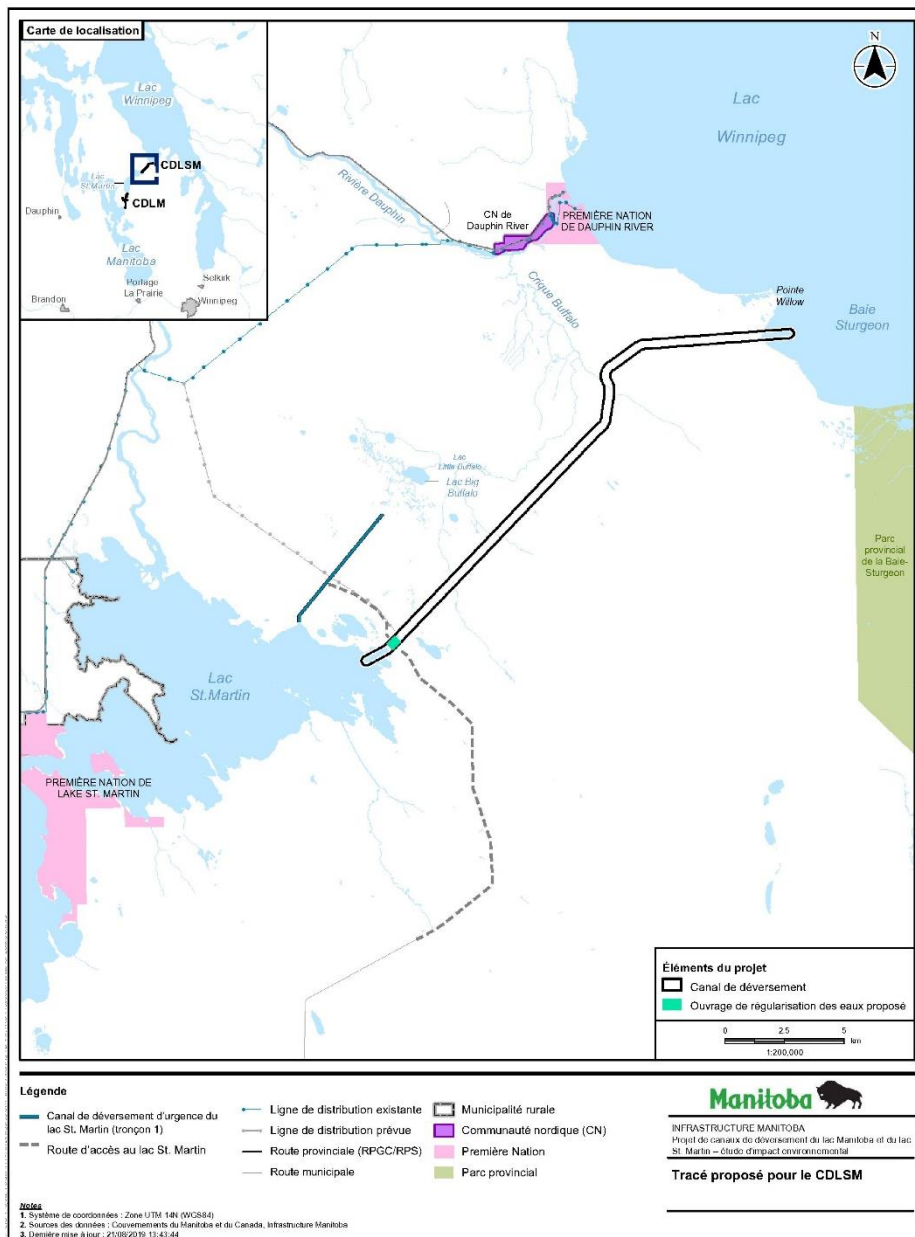 Carte de localisation
Lac
Winnipeg
CDLSM
Lac
St.Martin
CDLM
Dauphin
Lac
Manitoba
Portage
La Prairie
Selkirk
Brandon
Winnipeg
N
Lac
Winnipeg
Rivière Dauphin
CN de
Dauphin River
PREMIÈRE NATION
DE DAUPHIN RIVER
Crique Buffalo
Pointe
Willow
Baie
Sturgeon
Lac
Little Buffalo
Lac Big
Buffalo
Parc
provincial
de la Baie-
Sturgeon
Lac
St.Martin
PREMIÈRE NATION DE
LAKE ST. MARTIN
Éléments du projet
Canal de déversement
Ouvrage de régularisation des eaux proposé
0 2.5 5
km
1:200,000
Légende
Canal de déversement d'urgence du
lac St. Martin (tronçon 1)
Route d'accès au lac St. Martin
Ligne de distribution existante
Ligne de distribution prévue
Route provinciale (RPGC/RPS)
Route municipale
Municipalité rurale
Communauté nordique (CN)
Première Nation
Parc provincial
Manitoba
INFRASTRUCTURE MANITOBA
Projet de canaux de déversement du lac Manitoba et du lac
St. Martin – étude d'impact environnemental
Tracé proposé pour le CDLSM
Notes
1. Système de coordonnées : Zone UTM 14N (WGS84)
2. Sources des données : Gouvernements du Manitoba et du Canada, Infrastructure Manitoba
3. Dernière mise à jour : 21/08/2019 13:43:44